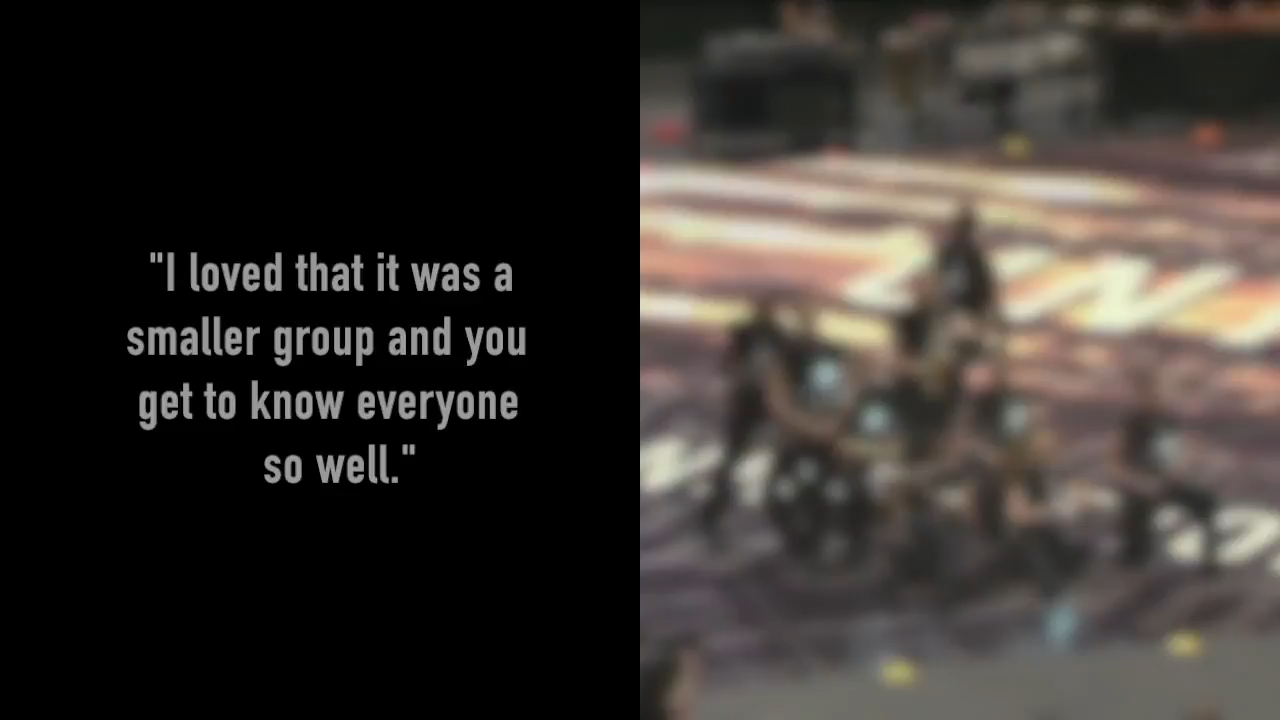 "I loved that it was a
smaller group and you
get to know everyone
so well."